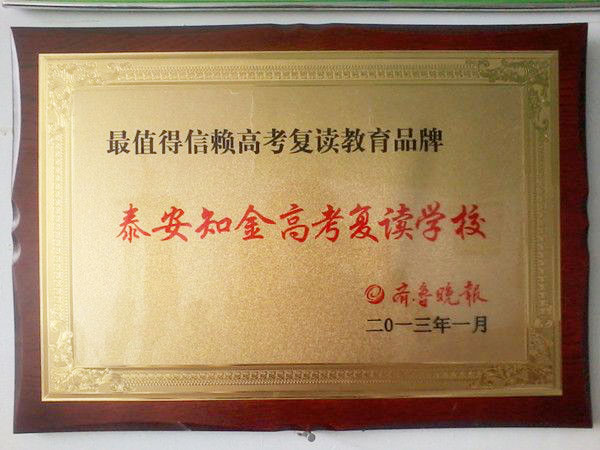 最值得信赖高考复读教育品牌
泰安知金高考复读学校
齐鲁晚报
二0一三年一月